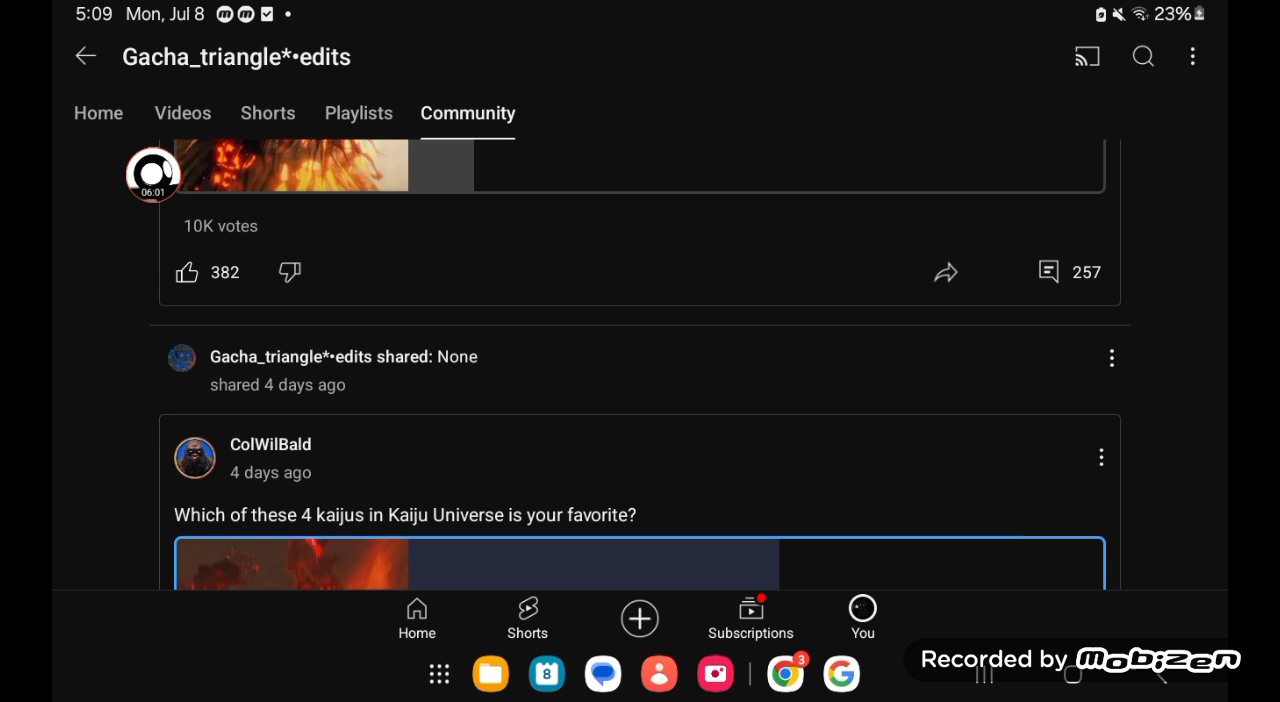 5:09 Mon, Jul 8 23%
Gacha_triangle*•edits
Home Videos Shorts Playlists Community
06:01
10K votes
382 257
Gacha_triangle*•edits shared: None
shared 4 days ago
ColWilBald
4 days ago
Which of these 4 kaijus in Kaiju Universe is your favorite?
Home Shorts Subscriptions You
8 3
Recorded by mobizen